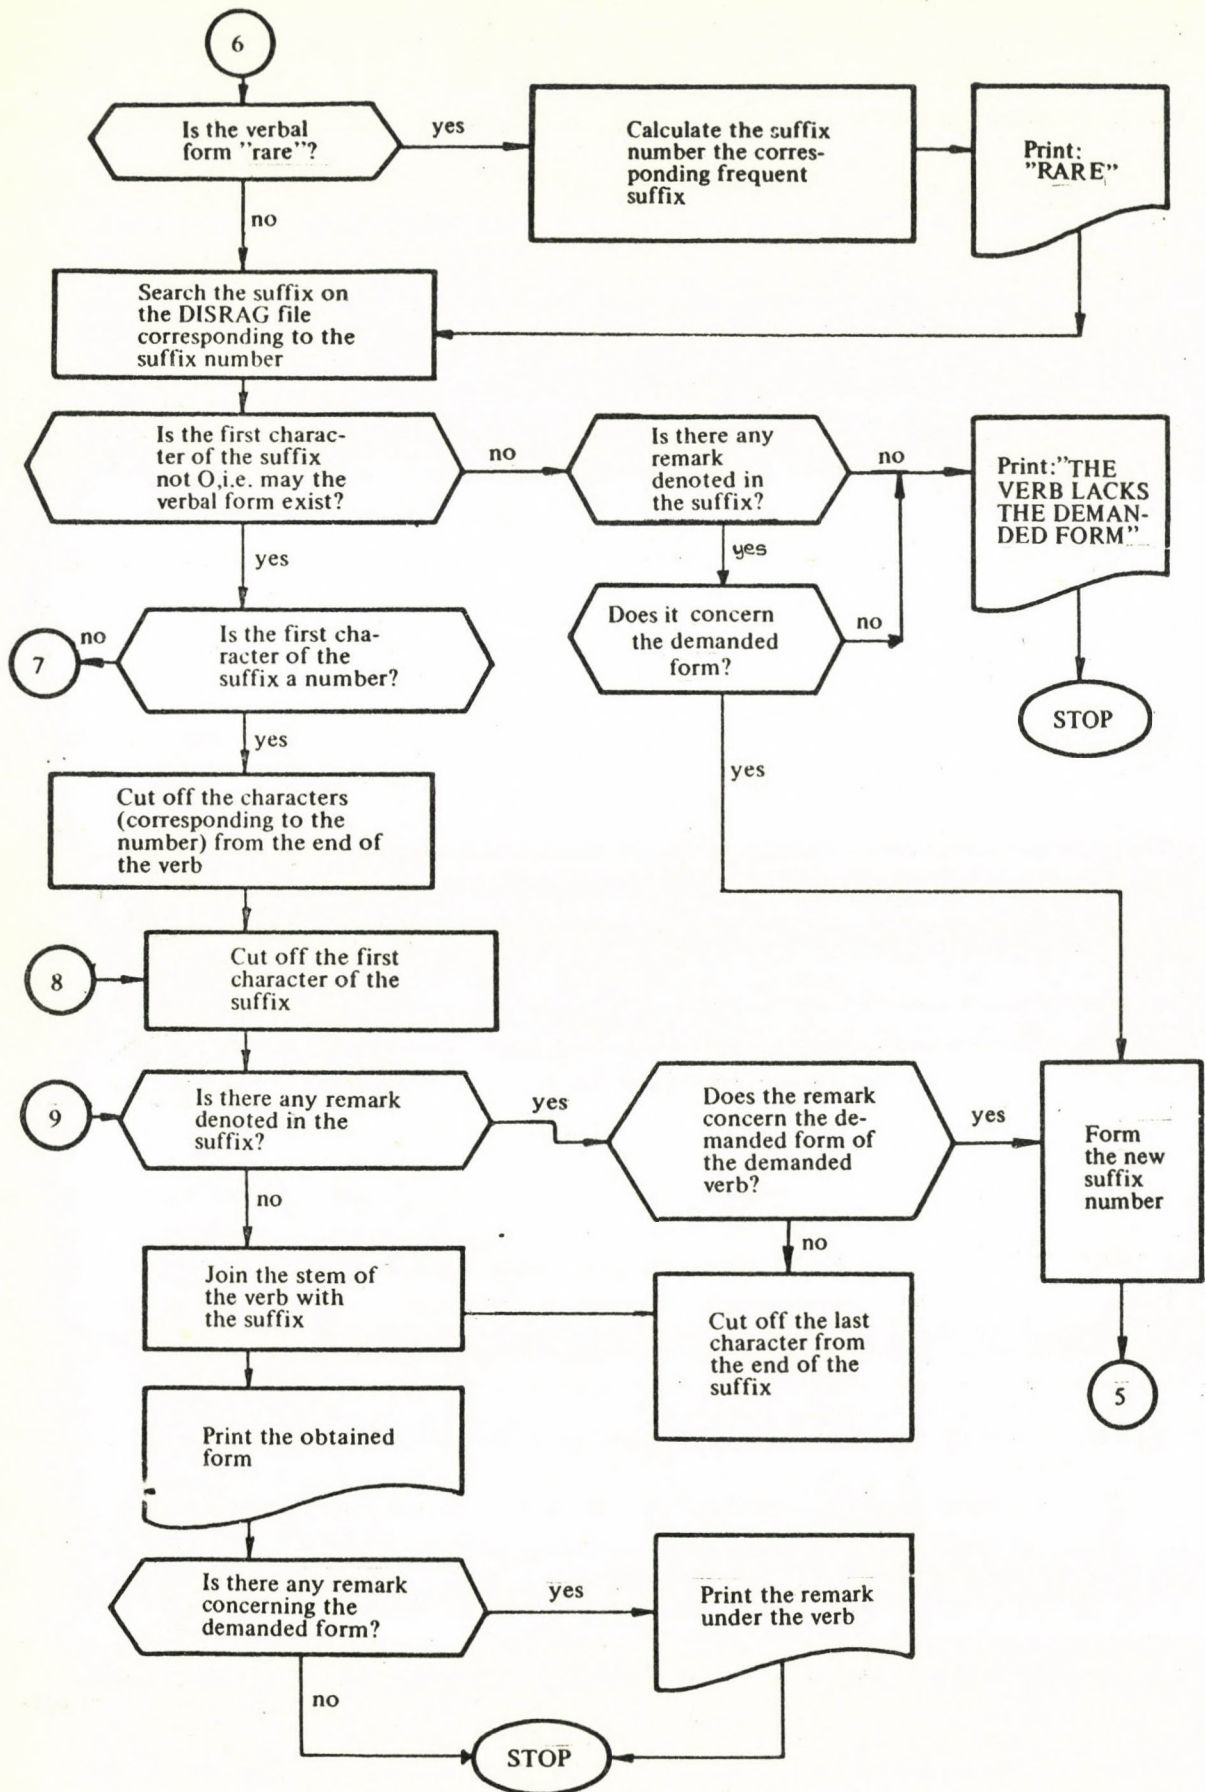 6
Is the verbal
form "rare"?
yes
Calculate the suffix
number the corres-
ponding frequent
suffix
Print:
"RARE"
no
Search the suffix on
the DISRAG file
corresponding to the
suffix number
Is the first charac-
ter of the suffix
not O,i.e. may the
verbal form exist?
no
Is there any
remark
denoted in
the suffix?
no
Print:"THE
VERB LACKS
THE DEMAN-
DED FORM"
yes
yes
Does it concern
the demanded
form?
no
7
no
Is the first cha-
racter of the
suffix a number?
STOP
yes
yes
Cut off the characters
(corresponding to the
number) from the end of
the verb
8
Cut off the first
character of the
suffix
9
Is there any remark
denoted in the
suffix?
yes
Does the remark
concern the de-
manded form of
the demanded
verb?
yes
Form
the new
suffix
number
no
no
Join the stem of
the verb with
the suffix
Cut off the last
character from
the end of the
suffix
5
Print the obtained
form
Is there any remark
concerning the
demanded form?
yes
Print the remark
under the verb
no
STOP